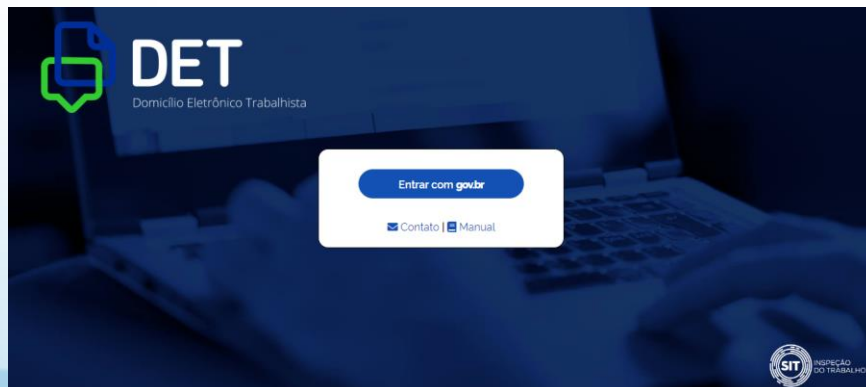 DET
Domicílio Eletrônico Trabalhista
Entrar com gov.br
Contato | Manual
SIT INSPEÇÃO
DO TRABALHO